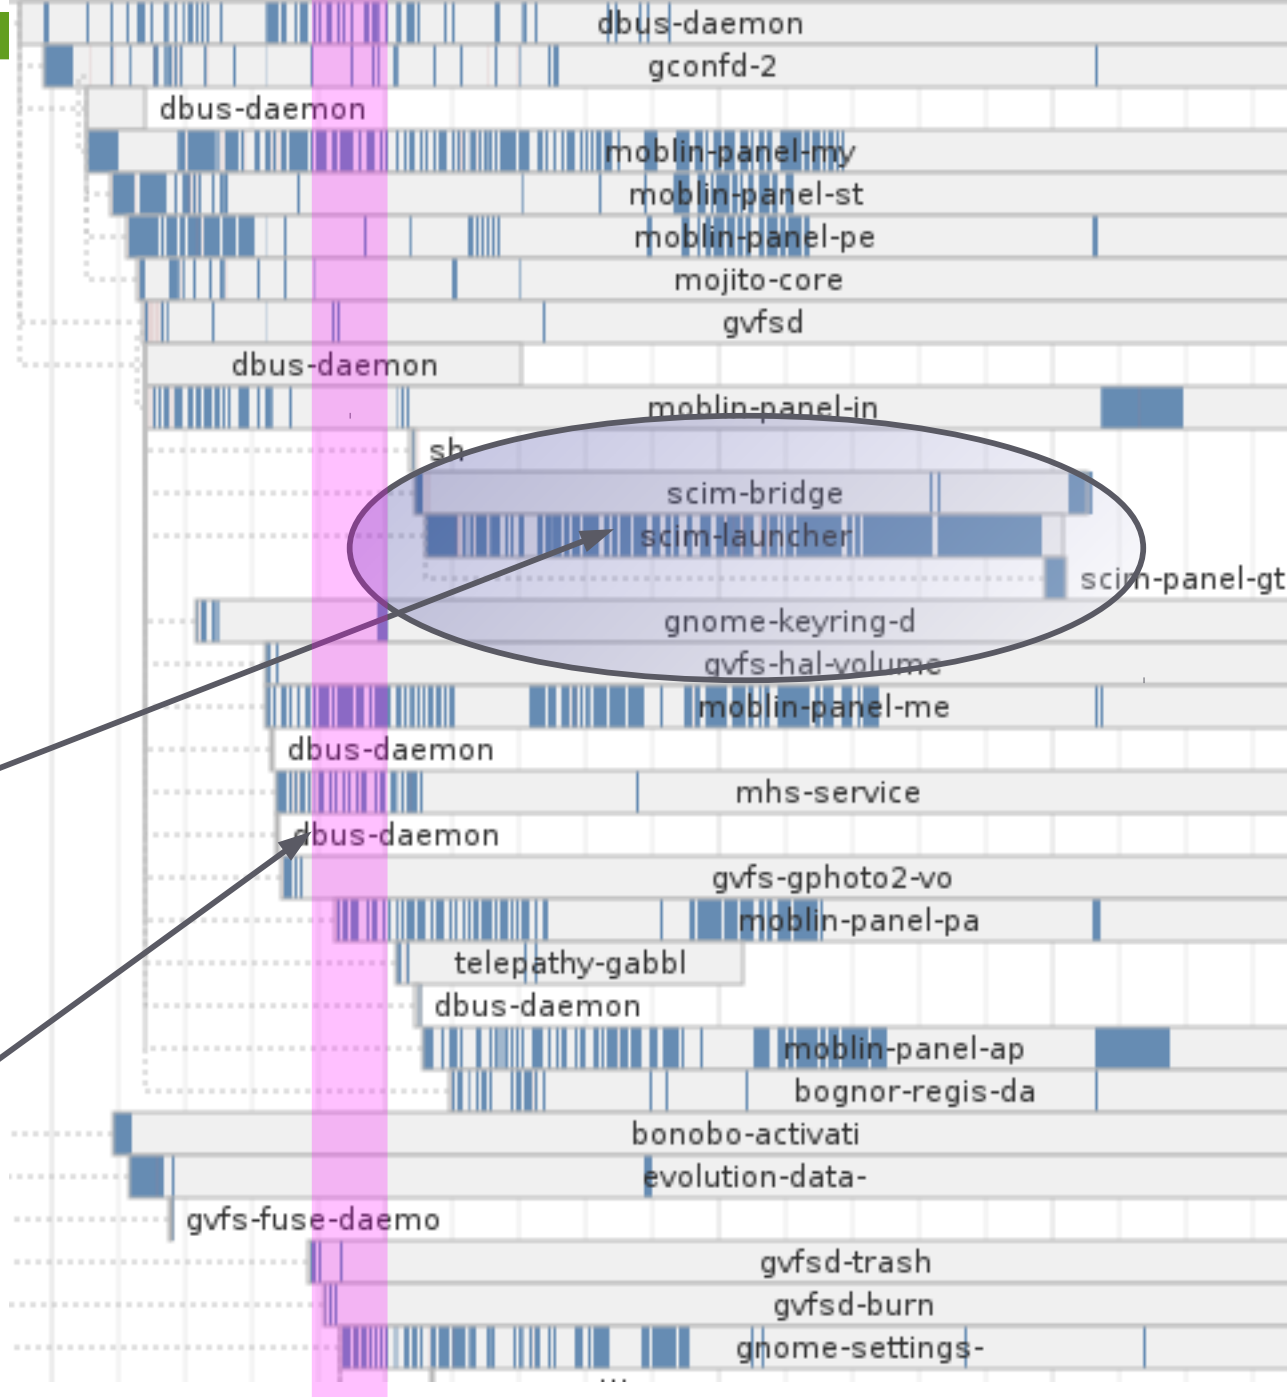 dbus-daemon
gconfd-2
dbus-daemon
moblin-panel-my
moblin-panel-st
moblin-panel-pe
mojito-core
gvfsd
dbus-daemon
moblin-panel-in
sh
scim-bridge
scim-launcher
scim-panel-gt
gnome-keyring-d
gvfs-hal-volume
moblin-panel-me
dbus-daemon
mhs-service
dbus-daemon
gvfs-gphoto2-vo
moblin-panel-pa
telepathy-gabbl
dbus-daemon
moblin-panel-ap
bognor-regis-da
bonobo-activati
evolution-data-
gvfs-fuse-daemo
gvfsd-trash
gvfsd-burn
gnome-settings-